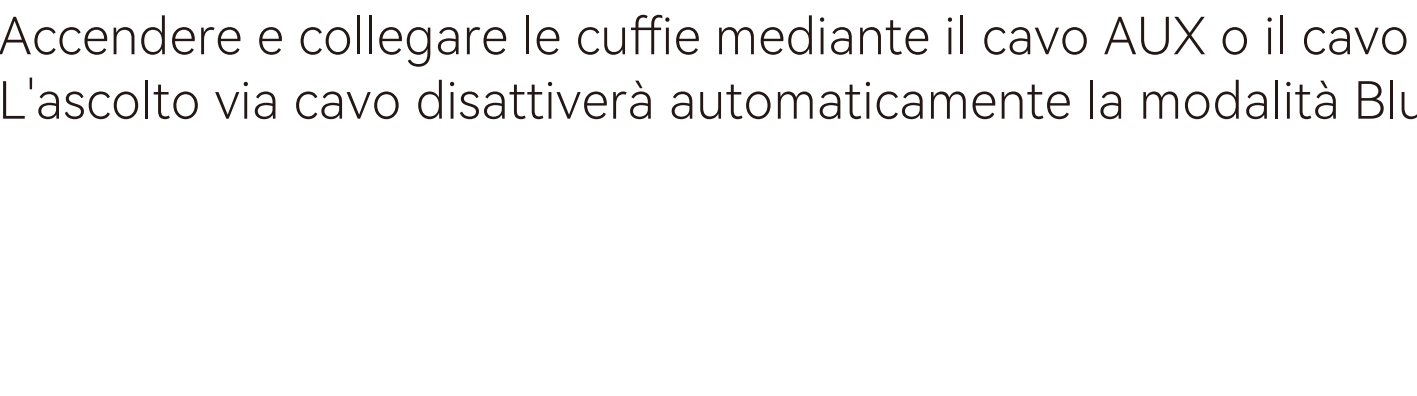 Accendere e collegare le cuffie mediante il cavo AUX o il cavo
L'ascolto via cavo disattiverà automaticamente la modalità